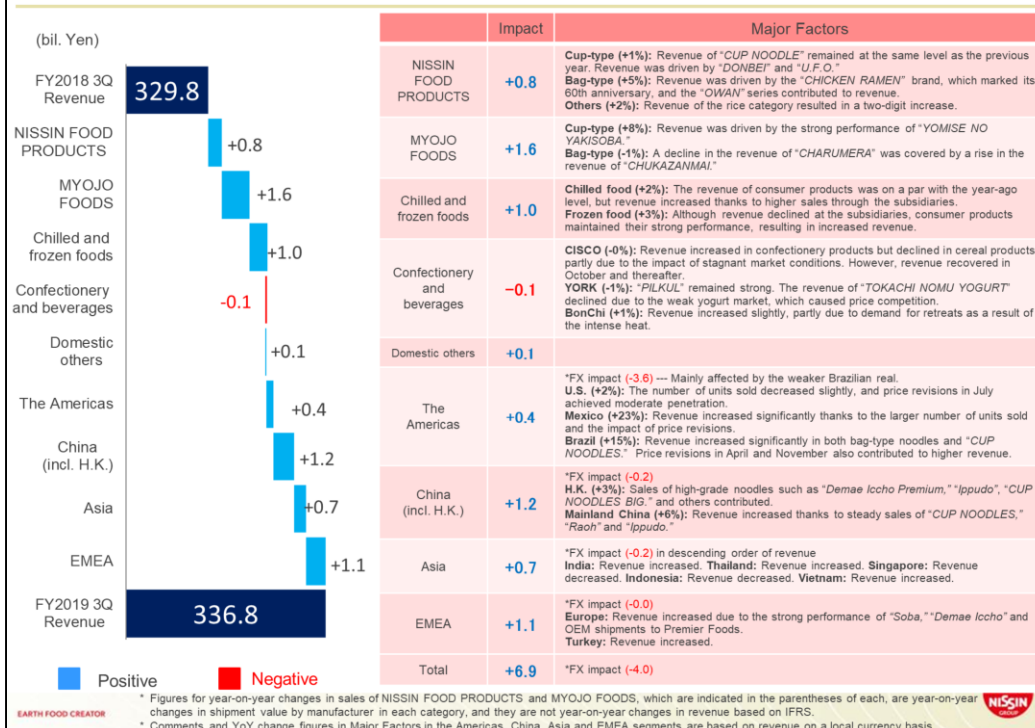 (bil. Yen)
FY2018 3Q
Revenue
329.8
NISSIN FOOD
PRODUCTS
+0.8
MYOJO
FOODS
+1.6
Chilled and
frozen foods
+1.0
Confectionery
and beverages
-0.1
Domestic
others
+0.1
The Americas
+0.4
China
(incl. H.K.)
+1.2
Asia
+0.7
EMEA
+1.1
FY2019 3Q
Revenue
336.8
Positive
Negative
Impact
Major Factors
NISSIN
FOOD
PRODUCTS
+0.8
Cup-type (+1%): Revenue of "CUP NOODLE" remained at the same level as the previous
year. Revenue was driven by "DONBEI" and "U.F.O."
Bag-type (+5%): Revenue was driven by the "CHICKEN RAMEN" brand, which marked its
60th anniversary, and the "OWAN" series contributed to revenue.
Others (+2%): Revenue of the rice category resulted in a two-digit increase.
MYOJO
FOODS
+1.6
Cup-type (+8%): Revenue was driven by the strong performance of "YOMISE NO
YAKISOBA."
Bag-type (-1%): A decline in the revenue of "CHARUMERA" was covered by a rise in the
revenue of "CHUKAZANMAI."
Chilled and
frozen foods
+1.0
Chilled food (+2%): The revenue of consumer products was on a par with the year-ago
level, but revenue increased thanks to higher sales through the subsidiaries.
Frozen food (+3%): Although revenue declined at the subsidiaries, consumer products
maintained their strong performance, resulting in increased revenue.
Confectionery
and
beverages
−0.1
CISCO (-0%): Revenue increased in confectionery products but declined in cereal products
partly due to the impact of stagnant market conditions. However, revenue recovered in
October and thereafter.
YORK (-1%): "PILKUL" remained strong. The revenue of "TOKACHI NOMU YOGURT"
declined due to the weak yogurt market, which caused price competition.
BonChi (+1%): Revenue increased slightly, partly due to demand for retreats as a result of
the intense heat.
Domestic others
+0.1
The
Americas
+0.4
*FX impact (-3.6) --- Mainly affected by the weaker Brazilian real.
U.S. (+2%): The number of units sold decreased slightly, and price revisions in July
achieved moderate penetration.
Mexico (+23%): Revenue increased significantly thanks to the larger number of units sold
and the impact of price revisions.
Brazil (+15%): Revenue increased significantly in both bag-type noodles and "CUP
NOODLES." Price revisions in April and November also contributed to higher revenue.
China
(incl. H.K.)
+1.2
*FX impact (-0.2)
H.K. (+3%): Sales of high-grade noodles such as "Demae Iccho Premium," "Ippudo", "CUP
NOODLES BIG." and others contributed.
Mainland China (+6%): Revenue increased thanks to steady sales of "CUP NOODLES,"
"Raoh" and "Ippudo."
Asia
+0.7
*FX impact (-0.2) in descending order of revenue
India: Revenue increased. Thailand: Revenue increased. Singapore: Revenue
decreased. Indonesia: Revenue decreased. Vietnam: Revenue increased.
EMEA
+1.1
*FX impact (-0.0)
Europe: Revenue increased due to the strong performance of "Soba," "Demae Iccho" and
OEM shipments to Premier Foods.
Turkey: Revenue increased.
Total
+6.9
*FX impact (-4.0)
EARTH FOOD CREATOR
* Figures for year-on-year changes in sales of NISSIN FOOD PRODUCTS and MYOJO FOODS, which are indicated in the parentheses of each, are year-on-year
changes in shipment value by manufacturer in each category, and they are not year-on-year changes in revenue based on IFRS.
* Comments and YoY change figures in Major Factors in the Americas, China, Asia and EMEA segments are based on revenue on a local currency basis.
NISSIN
GROUP